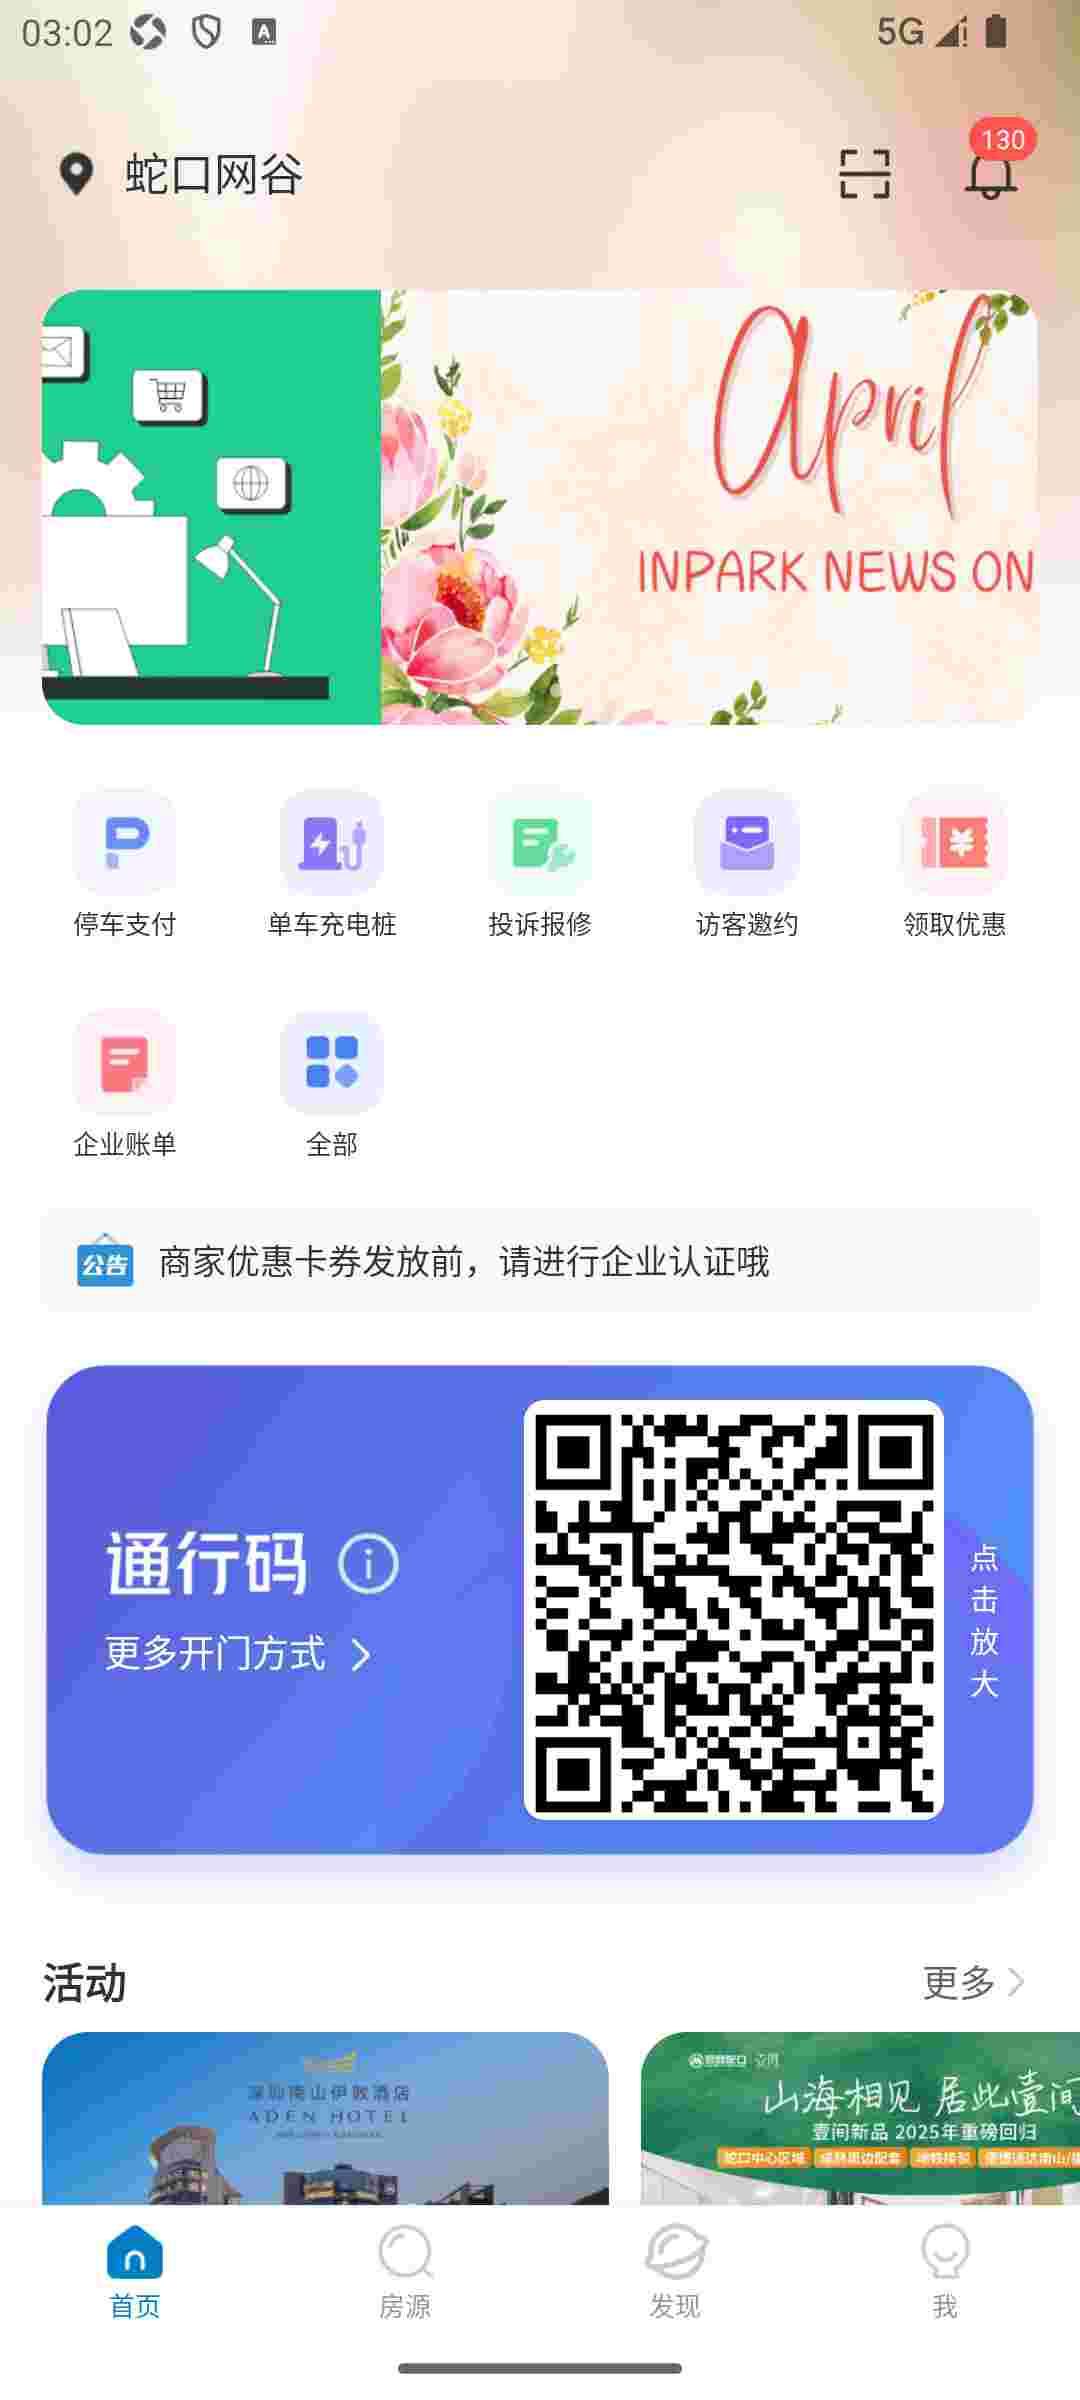 03:02
5G
蛇口网谷
130
April
INPARK NEWS ON
停车支付
单车充电桩
投诉报修
访客邀约
领取优惠
企业账单
全部
公告
商家优惠卡券发放前，请进行企业认证哦
通行码
更多开门方式
点击放大
活动
更多
深圳南山伊敦酒店
ADEN HOTEL
壹间
山海相见 居此壹间
壹间新品 2025年重磅回归
蛇口中心区域
首页
房源
发现
我